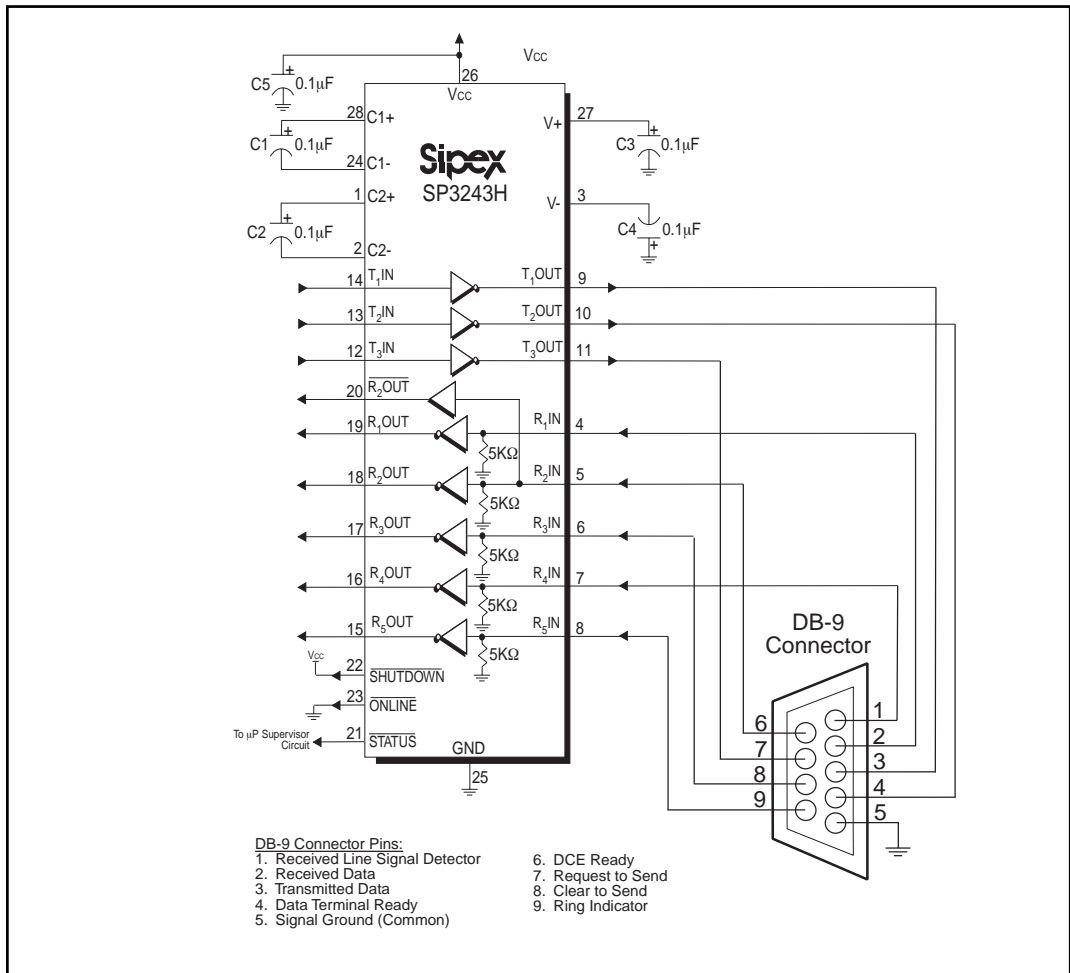 Vcc
26
Vcc
C5
+
0.1µF
28
C1+
C1
+
0.1µF
24
C1-
1
C2+
C2
+
0.1µF
2
C2-
Sipex
SP3243H
V+
27
C3
+
0.1µF
V-
3
C4
0.1µF
+
14
T1IN
T1OUT
9
13
T2IN
T2OUT
10
12
T3IN
T3OUT
11
20
R2OUT
19
R1OUT
R1IN
4
5KΩ
18
R2OUT
R2IN
5
5KΩ
17
R3OUT
R3IN
6
5KΩ
16
R4OUT
R4IN
7
5KΩ
15
R5OUT
R5IN
8
5KΩ
Vcc
22
SHUTDOWN
23
ONLINE
To µP Supervisor
Circuit
21
STATUS
GND
25
DB-9
Connector
6
7
8
9
1
2
3
4
5
DB-9 Connector Pins:
1. Received Line Signal Detector
2. Received Data
3. Transmitted Data
4. Data Terminal Ready
5. Signal Ground (Common)
6. DCE Ready
7. Request to Send
8. Clear to Send
9. Ring Indicator